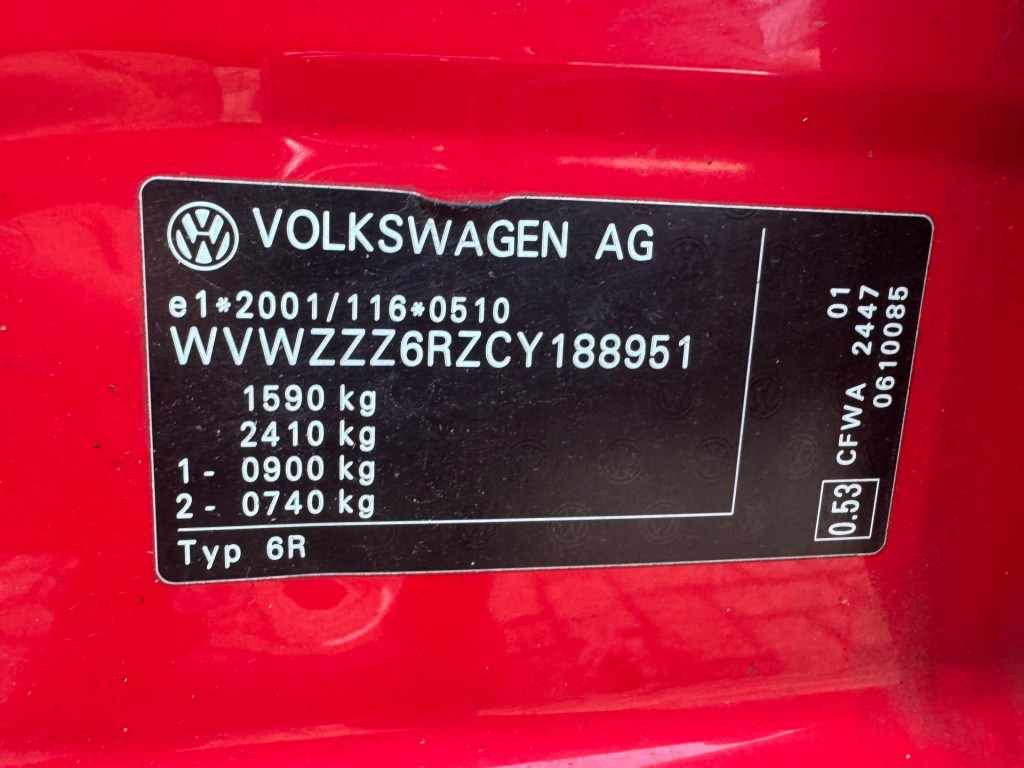 VOLKSWAGEN AG
e1*2001/116*0510
WVWZZZ6RZCY188951
1590 kg
2410 kg
1- 0900 kg
2- 0740 kg
Typ 6R
0.53 CFWA 2447 01
0610085